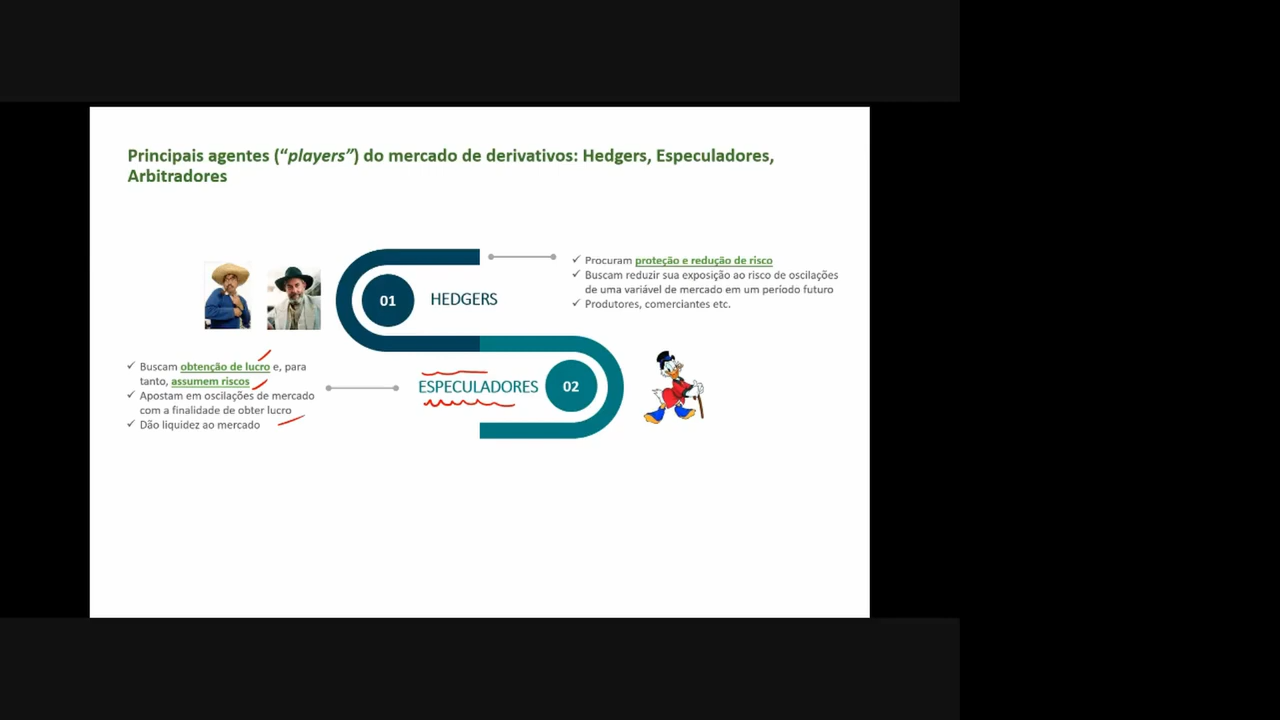 Principais agentes (“players”) do mercado de derivativos: Hedgers, Especuladores,
Arbitradores
01
HEDGERS
✓ Procuram proteção e redução de risco
✓ Buscam reduzir sua exposição ao risco de oscilações
de uma variável de mercado em um período futuro
✓ Produtores, comerciantes etc.
✓ Buscam obtenção de lucro e, para
tanto, assumem riscos
✓ Apostam em oscilações de mercado
com a finalidade de obter lucro
✓ Dão liquidez ao mercado
ESPECULADORES
02